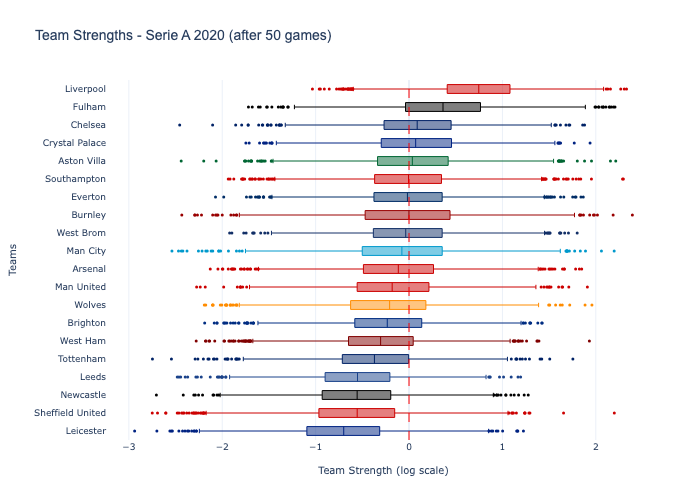 Team Strengths - Serie A 2020 (after 50 games)
Liverpool
Fulham
Chelsea
Crystal Palace
Aston Villa
Southampton
Everton
Burnley
West Brom
Man City
Arsenal
Man United
Wolves
Brighton
West Ham
Tottenham
Leeds
Newcastle
Sheffield United
Leicester
Teams
−3 −2 −1 0 1 2
Team Strength (log scale)